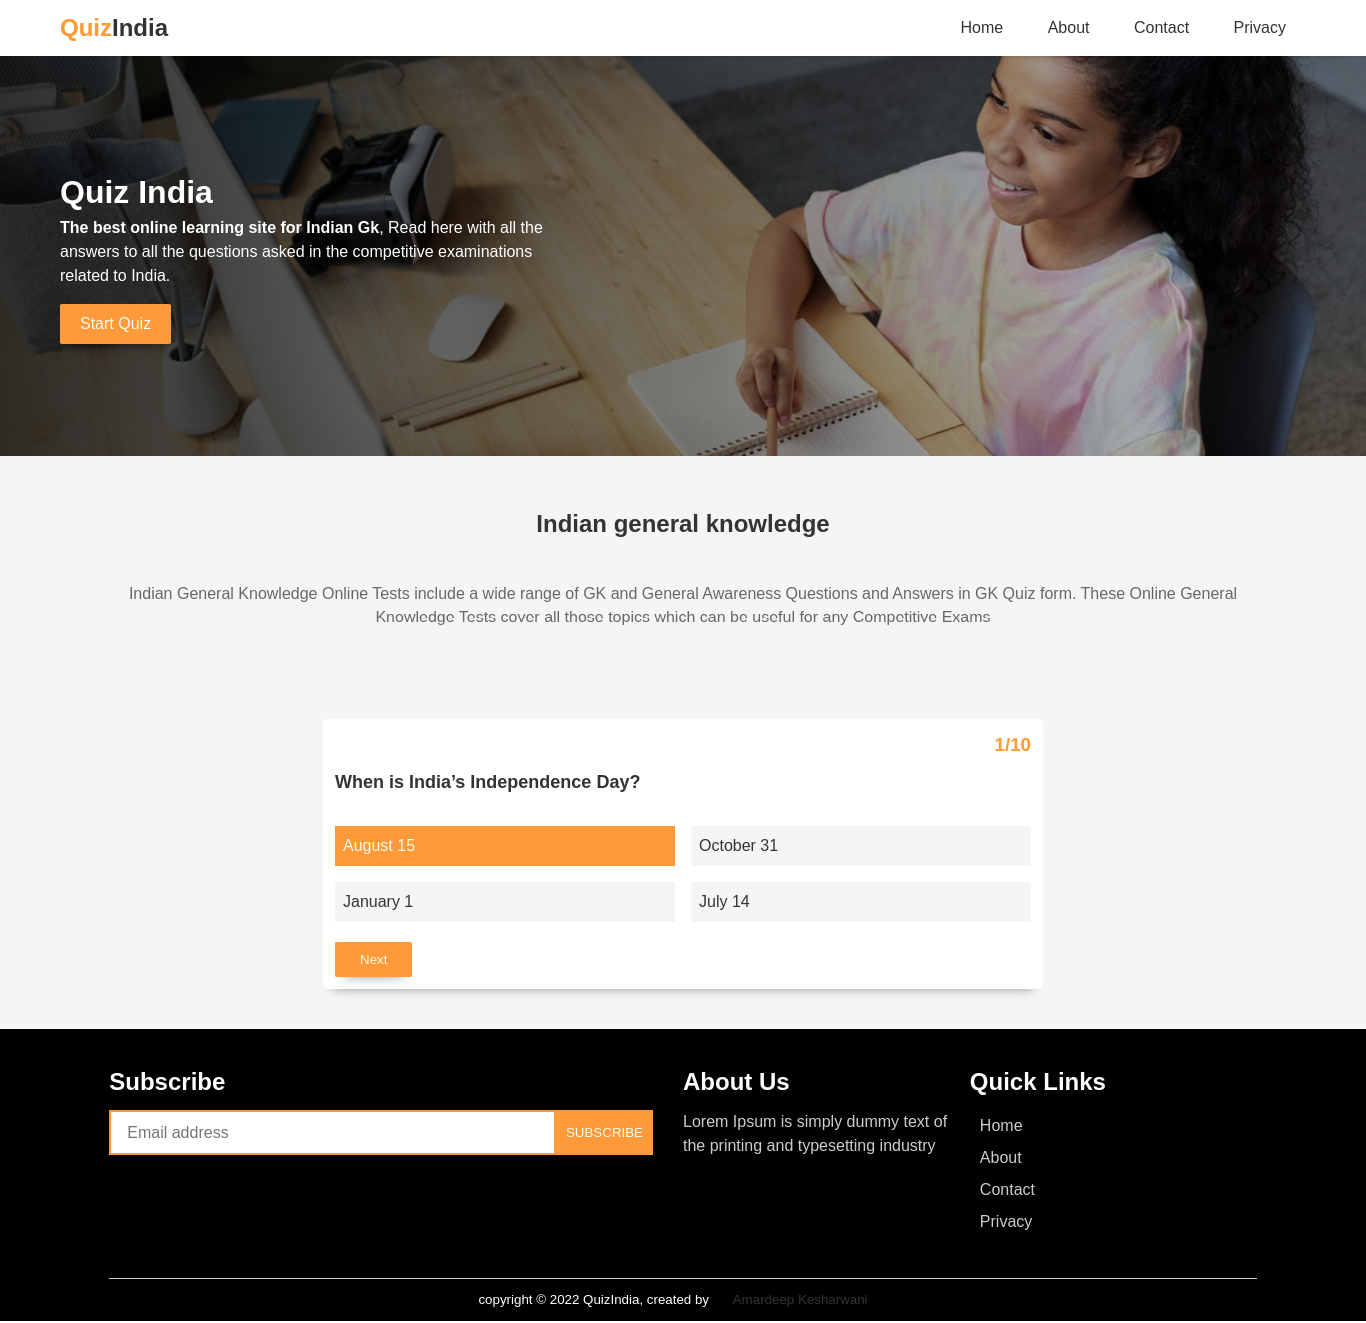 QuizIndia
Home
About
Contact
Privacy
Quiz India
The best online learning site for Indian Gk, Read here with all the
answers to all the questions asked in the competitive examinations
related to India.
Start Quiz
Indian general knowledge
Indian General Knowledge Online Tests include a wide range of GK and General Awareness Questions and Answers in GK Quiz form. These Online General
Knowledge Tests cover all those topics which can be useful for any Competitive Exams
1/10
When is India’s Independence Day?
August 15
October 31
January 1
July 14
Next
Subscribe
Email address
SUBSCRIBE
About Us
Lorem Ipsum is simply dummy text of
the printing and typesetting industry
Quick Links
Home
About
Contact
Privacy
copyright © 2022 QuizIndia, created by Amardeep Kesharwani